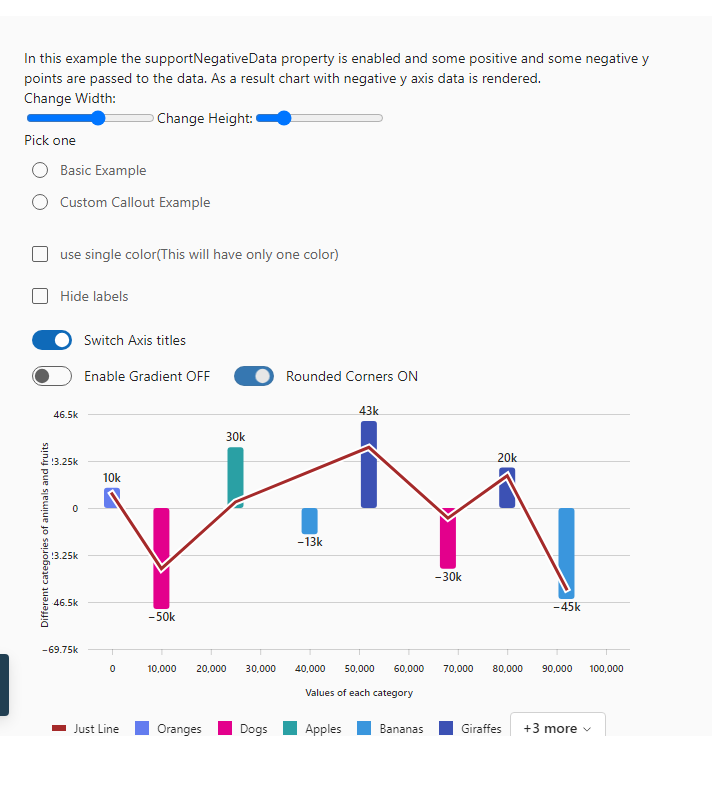 In this example the supportNegativeData property is enabled and some positive and some negative y
points are passed to the data. As a result chart with negative y axis data is rendered.
Change Width:
Change Height:
Pick one
Basic Example
Custom Callout Example
use single color(This will have only one color)
Hide labels
Switch Axis titles
Enable Gradient OFF
Rounded Corners ON
Different categories of animals and fruits
46.5k
3.25k
0
3.25k
46.5k
−69.75k
10k
−50k
30k
−13k
43k
−30k
20k
−45k
0 10,000 20,000 30,000 40,000 50,000 60,000 70,000 80,000 90,000 100,000
Values of each category
Just Line Oranges Dogs Apples Bananas Giraffes +3 more